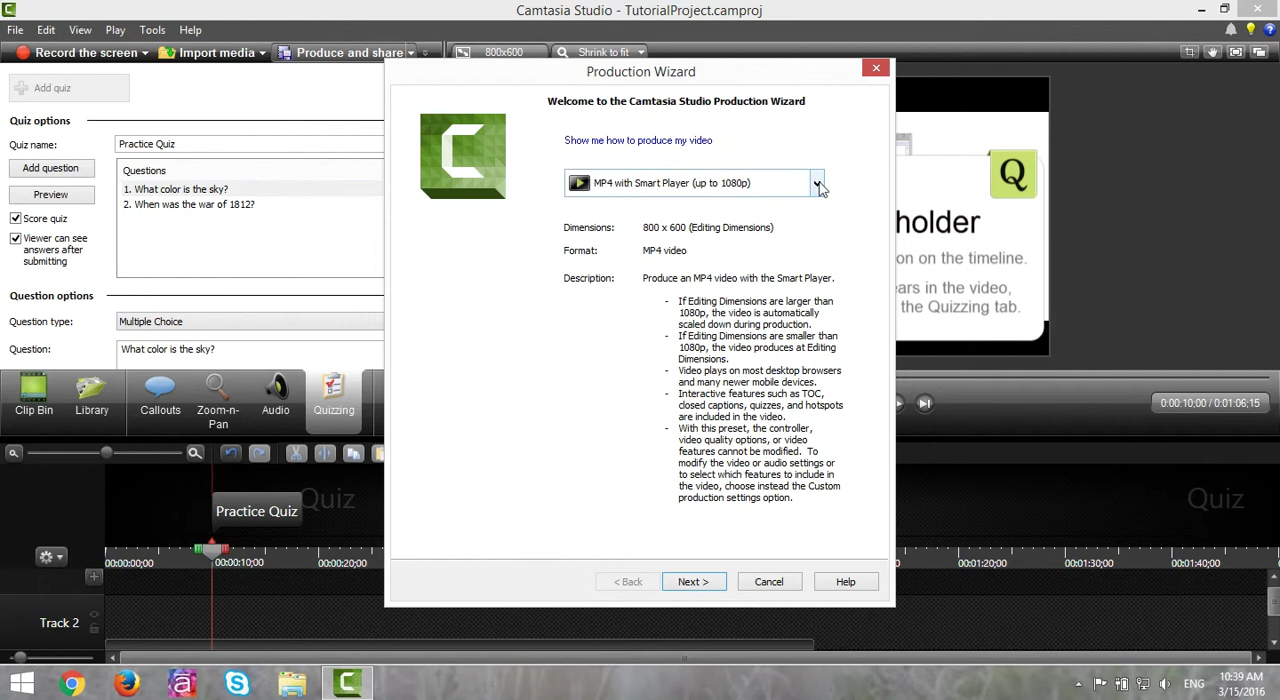 Camtasia Studio - TutorialProject.camproj
File Edit View Play Tools Help
Record the screen Import media Produce and share 800x600 Shrink to fit
Add quiz
Quiz options
Quiz name: Practice Quiz
Add question
Preview
Questions
1. What color is the sky?
2. When was the war of 1812?
Score quiz
Viewer can see
answers after
submitting
Question options
Question type: Multiple Choice
Question: What color is the sky?
Clip Bin Library Callouts Zoom-n-
Pan Audio Quizzing
Production Wizard
Welcome to the Camtasia Studio Production Wizard
Show me how to produce my video
MP4 with Smart Player (up to 1080p)
Dimensions: 800 x 600 (Editing Dimensions)
Format: MP4 video
Description: Produce an MP4 video with the Smart Player.
- If Editing Dimensions are larger than
1080p, the video is automatically
scaled down during production.
- If Editing Dimensions are smaller than
1080p, the video produces at Editing
Dimensions.
- Video plays on most desktop browsers
and many newer mobile devices.
- Interactive features such as TOC,
closed captions, quizzes, and hotspots
are included in the video.
- With this preset, the controller,
video quality options, or video
features cannot be modified. To
modify the video or audio settings or
to select which features to include in
the video, choose instead the Custom
production settings option.
< Back Next > Cancel Help
Q
holder
on on the timeline.
ars in the video,
the Quizzing tab.
0:00:10;00 / 0:01:06;15
Practice Quiz Quiz Quiz
00:00:00;00 00:00:10;00 00:00:20;00 00:01:20;00 00:01:30;00 00:01:40;00
Track 2
ENG
10:39 AM
3/15/2016